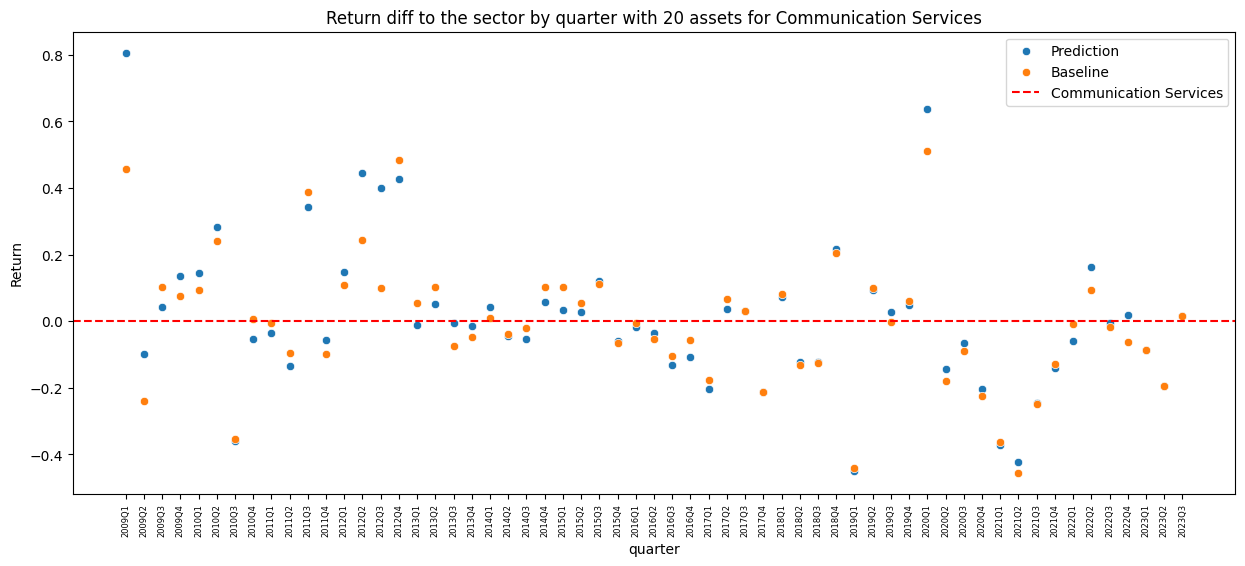 Return diff to the sector by quarter with 20 assets for Communication Services
Prediction
Baseline
Communication Services
Return
0.8
0.6
0.4
0.2
0.0
−0.2
−0.4
2009Q1
2009Q2
2009Q3
2009Q4
2010Q1
2010Q2
2010Q3
2010Q4
2011Q1
2011Q2
2011Q3
2011Q4
2012Q1
2012Q2
2012Q3
2012Q4
2013Q1
2013Q2
2013Q3
2013Q4
2014Q1
2014Q2
2014Q3
2014Q4
2015Q1
2015Q2
2015Q3
2015Q4
2016Q1
2016Q2
2016Q3
2016Q4
2017Q1
2017Q2
2017Q3
2017Q4
2018Q1
2018Q2
2018Q3
2018Q4
2019Q1
2019Q2
2019Q3
2019Q4
2020Q1
2020Q2
2020Q3
2020Q4
2021Q1
2021Q2
2021Q3
2021Q4
2022Q1
2022Q2
2022Q3
2022Q4
2023Q1
2023Q2
2023Q3
quarter